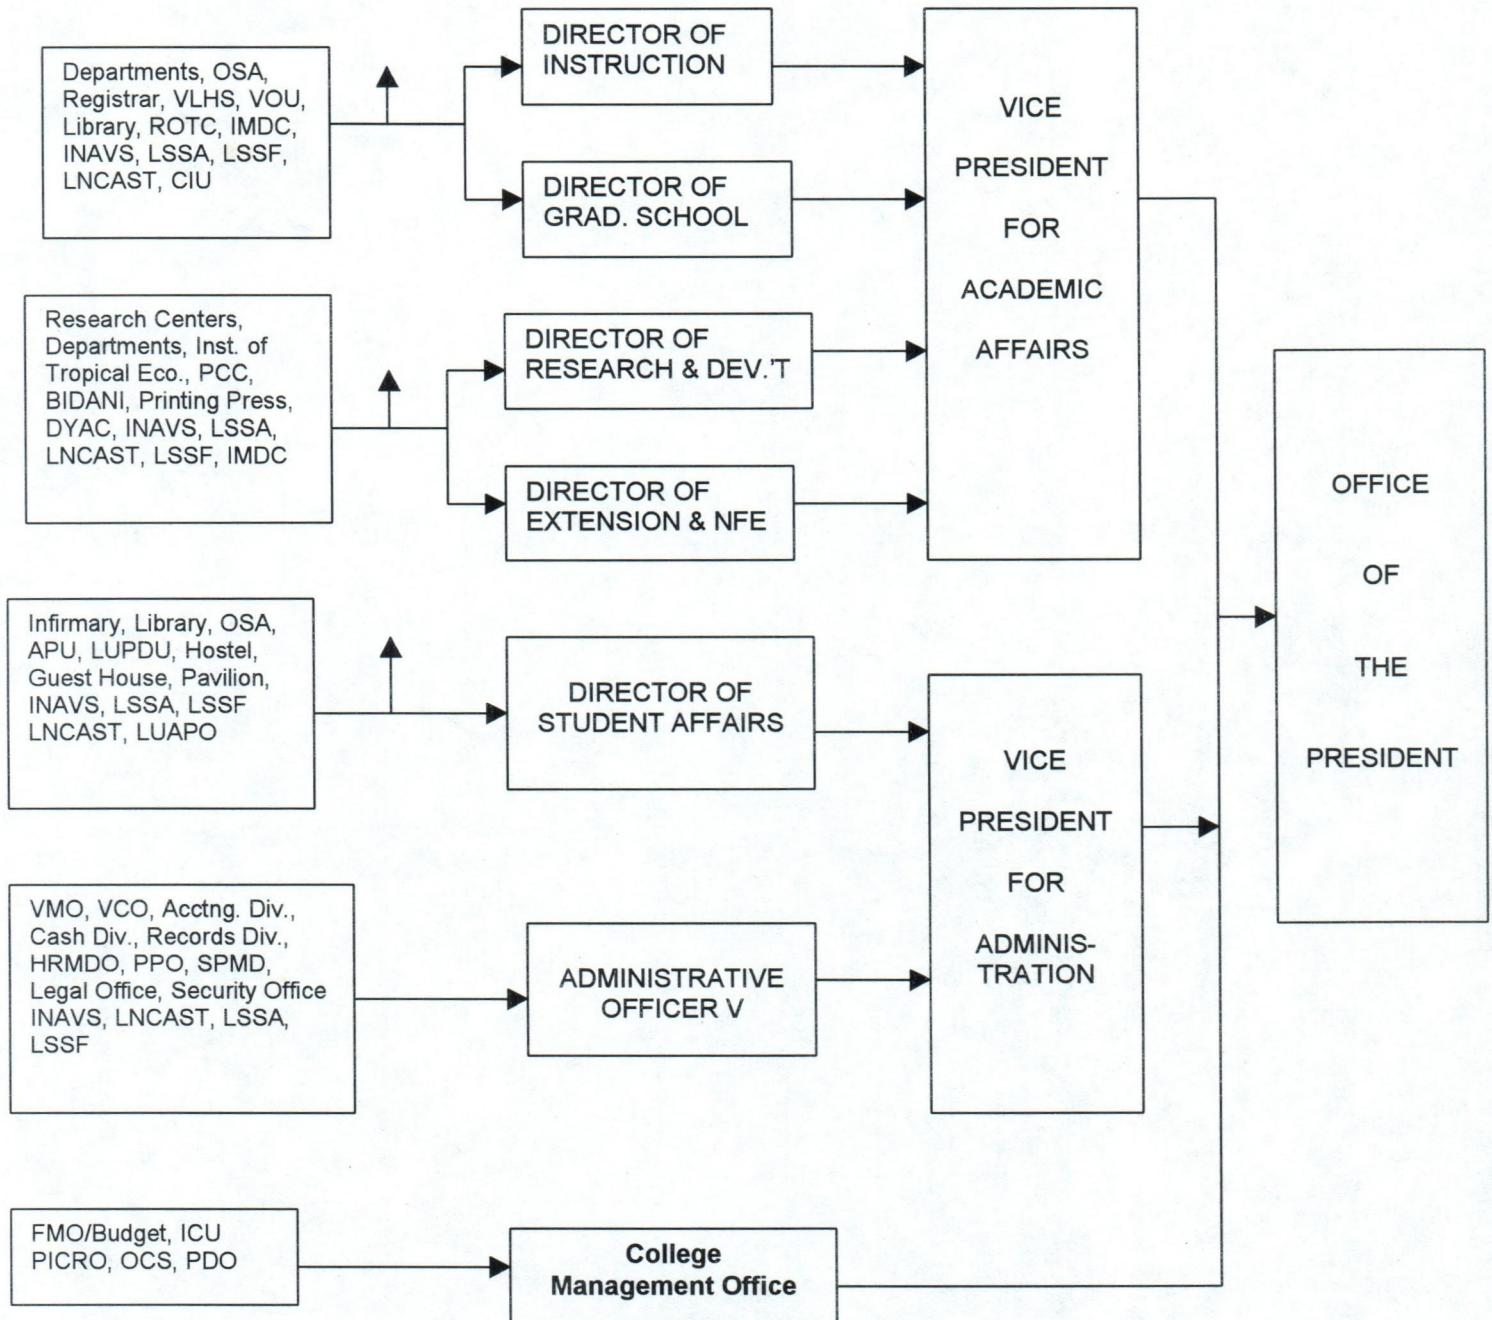 Departments, OSA,
Registrar, VLHS, VOU,
Library, ROTC, IMDC,
INAVS, LSSA, LSSF,
LNCAST, CIU
DIRECTOR OF
INSTRUCTION
DIRECTOR OF
GRAD. SCHOOL
Research Centers,
Departments, Inst. of
Tropical Eco., PCC,
BIDANI, Printing Press,
DYAC, INAVS, LSSA,
LNCAST, LSSF, IMDC
DIRECTOR OF
RESEARCH & DEV.'T
DIRECTOR OF
EXTENSION & NFE
VICE
PRESIDENT
FOR
ACADEMIC
AFFAIRS
Infirmary, Library, OSA,
APU, LUPDU, Hostel,
Guest House, Pavilion,
INAVS, LSSA, LSSF
LNCAST, LUAPO
DIRECTOR OF
STUDENT AFFAIRS
VMO, VCO, Acctng. Div.,
Cash Div., Records Div.,
HRMDO, PPO, SPMD,
Legal Office, Security Office
INAVS, LNCAST, LSSA,
LSSF
ADMINISTRATIVE
OFFICER V
VICE
PRESIDENT
FOR
ADMINIS-
TRATION
FMO/Budget, ICU
PICRO, OCS, PDO
College
Management Office
OFFICE
OF
THE
PRESIDENT